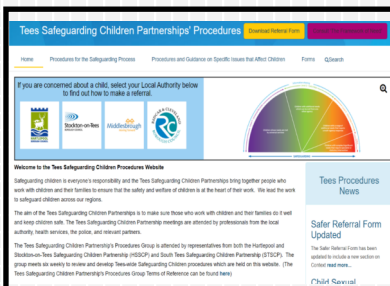 Tees Safeguarding Children Partnerships' Procedures
Download Referral Form
Home
Procedures for the Safeguarding Process
Procedures and Guidance on Specific Issues that Affect Children
Forms
Search
If you are concerned about a child, select your Local Authority below
to find out how to make a referral.
Stockton-on-Tees
Middlesbrough
Welcome to the Tees Safeguarding Children Procedures Website
Safeguarding children is everyone's responsibility and the Tees Safeguarding Children Partnerships bring together people who
work with children and their families to ensure that the safety and welfare of children is at the heart of their work. We lead the work
to safeguard children across our regions.
The aim of the Tees Safeguarding Children Partnerships is to make sure those who work with children and their families do it well
and keep children safe. The Tees Safeguarding Children Partnership meetings are attended by professionals from the local
authority, health services, the police, and relevant partners.
The Tees Safeguarding Children Partnership's Procedures Group is attended by representatives from both the Hartlepool and
Stockton-on-Tees Safeguarding Children Partnership (HSSCP) and South Tees Safeguarding Children Partnership (STSCP). The
group meets six weekly to review and develop Tees-wide Safeguarding Children procedures which are held on this website. (The
Tees Safeguarding Children Partnership's Procedures Group Terms of Reference can be found here)
Tees Procedures
News
Safer Referral Form
Updated
The Safer Referral Form has been
updated to include a new section on
Context read more...
Child Sexual